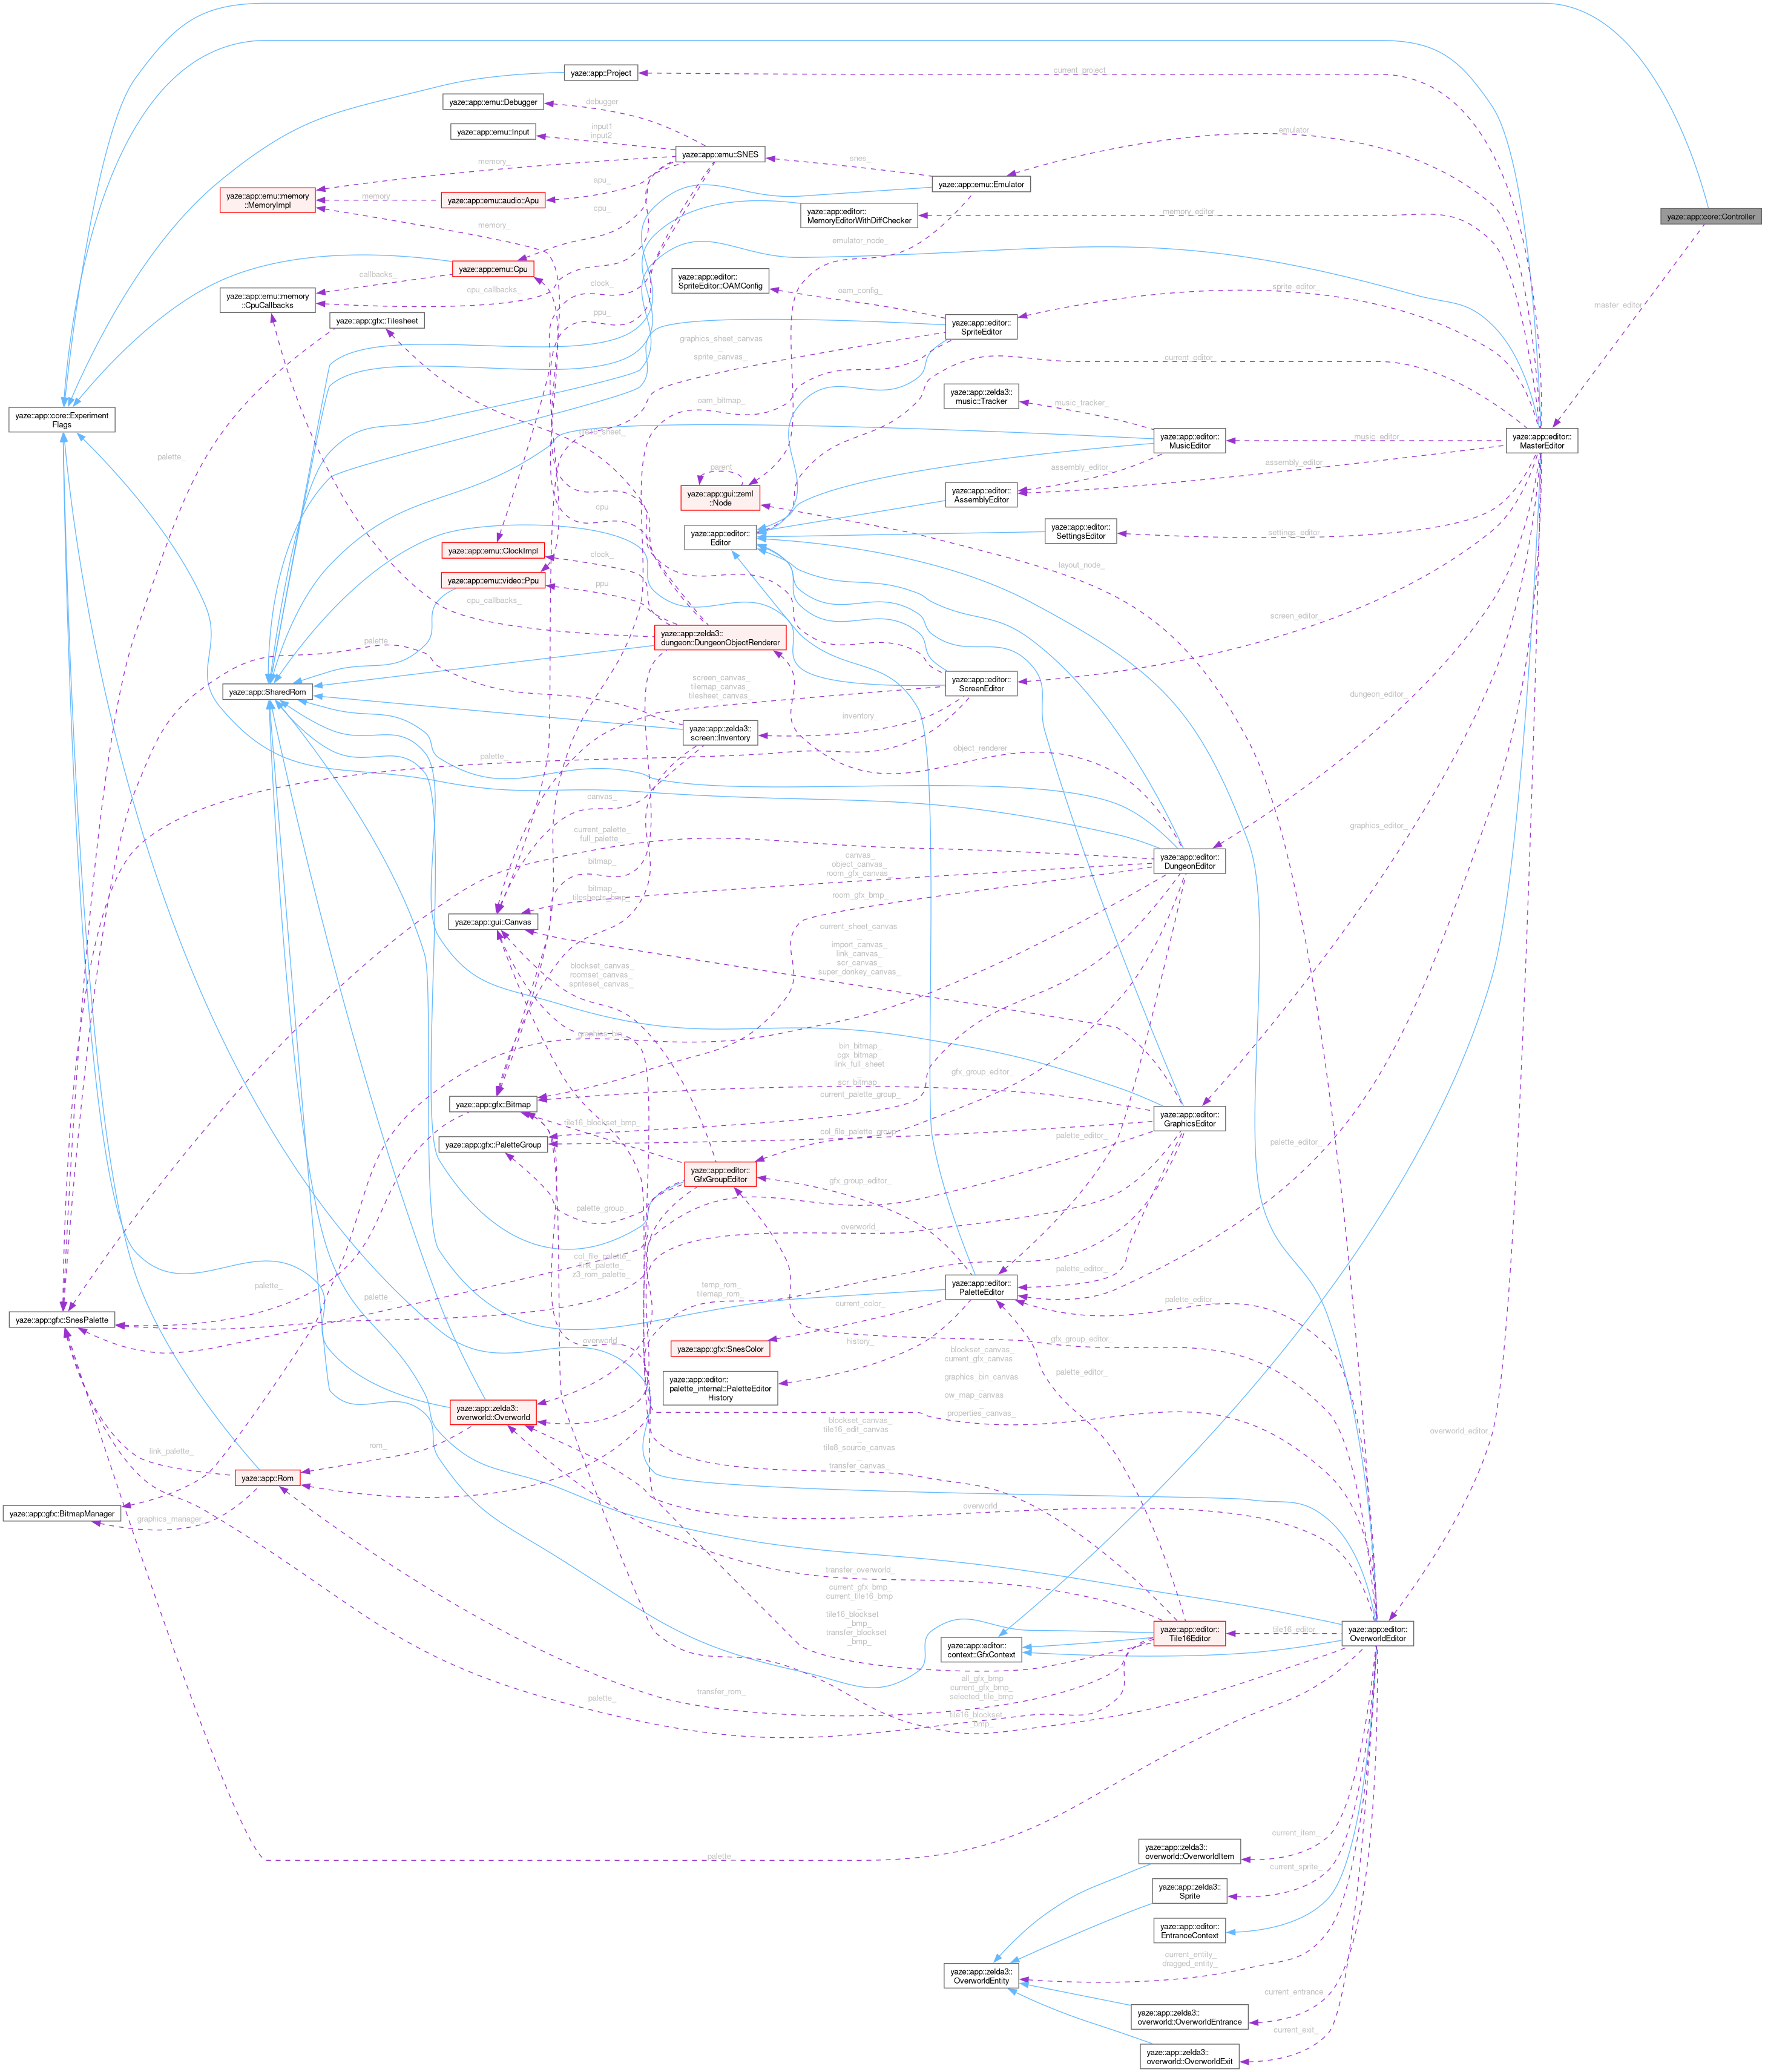 current_project
yaze::app::Project
yaze::app::emu::Debugger
debugger_
yaze::app::emu::Input
input1
input2
emulator_
yaze::app::emu::SNES
snes_
memory_
yaze::app::emu::Emulator
apu_
yaze::app::emu::memory
::MemoryImpl
memory_
yaze::app::emu::audio::Apu
yaze::app::editor::
MemoryEditorWithDiffChecker
memory_editor_
yaze::app::core::Controller
cpu_
memory_
emulator_node_
yaze::app::emu::Cpu
callbacks_
cpu_callbacks_
clock_
yaze::app::editor::
SpriteEditor::OAMConfig
oam_config_
sprite_editor_
yaze::app::emu::memory
::CpuCallbacks
master_editor_
ppu_
yaze::app::gfx::Tilesheet
yaze::app::editor::
SpriteEditor
graphics_sheet_canvas
_
sprite_canvas_
current_editor_
yaze::app::zelda3::
music::Tracker
music_tracker_
oam_bitmap_
yaze::app::core::Experiment
Flags
yaze::app::editor::
MusicEditor
music_editor_
yaze::app::editor::
MasterEditor
palette_
parent
assembly_editor_
assembly_editor_
yaze::app::gui::zeml
::Node
yaze::app::editor::
AssemblyEditor
cpu
yaze::app::editor::
Editor
yaze::app::editor::
SettingsEditor
settings_editor_
yaze::app::emu::ClockImpl
clock_
layout_node_
yaze::app::emu::video::Ppu
ppu
cpu_callbacks_
screen_editor_
palette_
yaze::app::zelda3::
dungeon::DungeonObjectRenderer
screen_canvas_
tilemap_canvas_
tilesheet_canvas_
yaze::app::editor::
ScreenEditor
yaze::app::SharedRom
dungeon_editor_
inventory_
yaze::app::zelda3::
screen::Inventory
object_renderer_
palette_
canvas_
graphics_editor_
current_palette_
full_palette_
bitmap_
canvas_
object_canvas_
room_gfx_canvas_
yaze::app::editor::
DungeonEditor
bitmap_
tilesheets_bmp_
room_gfx_bmp_
yaze::app::gui::Canvas
current_sheet_canvas
_
import_canvas_
link_canvas_
scr_canvas_
super_donkey_canvas_
blockset_canvas_
roomset_canvas_
spriteset_canvas_
graphics_bin_
bin_bitmap_
cgx_bitmap_
link_full_sheet
_
scr_bitmap_
gfx_group_editor_
yaze::app::gfx::Bitmap
current_palette_group_
yaze::app::editor::
GraphicsEditor
tile16_blockset_bmp_
col_file_palette_group_
yaze::app::gfx::PaletteGroup
palette_editor_
palette_editor_
yaze::app::editor::
GfxGroupEditor
gfx_group_editor_
palette_group_
overworld_
col_file_palette_
link_palette_
z3_rom_palette_
palette_editor_
palette_
temp_rom_
tilemap_rom_
yaze::app::editor::
PaletteEditor
palette_
palette_editor_
yaze::app::gfx::SnesPalette
current_color_
overworld_
yaze::app::gfx::SnesColor
history_
gfx_group_editor_
blockset_canvas_
current_gfx_canvas
_
graphics_bin_canvas
_
ow_map_canvas
_
properties_canvas_
palette_editor_
yaze::app::editor::
palette_internal::PaletteEditor
History
yaze::app::zelda3::
overworld::Overworld
blockset_canvas_
tile16_edit_canvas
_
tile8_source_canvas
_
transfer_canvas_
overworld_editor_
rom_
link_palette_
yaze::app::Rom
yaze::app::gfx::BitmapManager
graphics_manager_
overworld_
transfer_overworld_
current_gfx_bmp_
current_tile16_bmp
_
tile16_blockset
_bmp_
transfer_blockset
_bmp_
yaze::app::editor::
Tile16Editor
tile16_editor_
yaze::app::editor::
OverworldEditor
yaze::app::editor::
context::GfxContext
transfer_rom_
palette_
all_gfx_bmp
current_gfx_bmp_
selected_tile_bmp
_
tile16_blockset
_bmp_
palette_
yaze::app::zelda3::
overworld::OverworldItem
current_item_
yaze::app::zelda3::
Sprite
current_sprite_
yaze::app::editor::
EntranceContext
current_entity_
dragged_entity_
yaze::app::zelda3::
OverworldEntity
yaze::app::zelda3::
overworld::OverworldEntrance
current_entrance_
yaze::app::zelda3::
overworld::OverworldExit
current_exit_